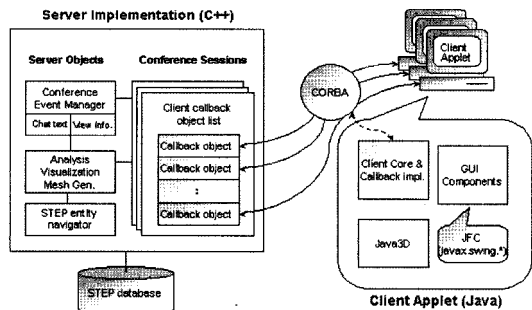 Server Implementation (C++)
Server Objects
Conference Sessions
Conference
Event Manager
Chat text
View info.
Analysis
Visualization
Mesh Gen.
STEP entity
navigator
Client callback
object list
Callback object
Callback object
:
Callback object
STEP database
CORBA
Client
Applet
Client Core &
Callback impl.
GUI
Components
Java3D
JFC
(javax.swng.*)
Client Applet (Java)